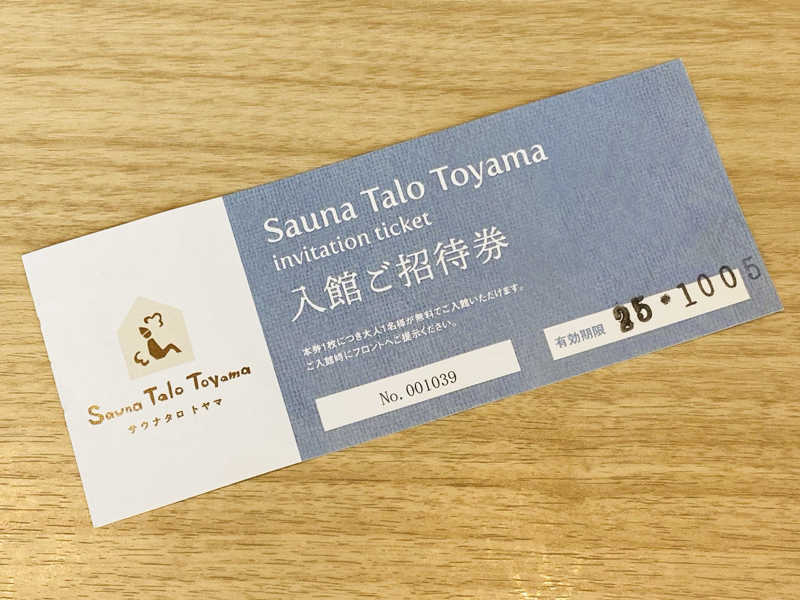 Sauna Talo Toyama
サウナタロ トヤマ
Sauna Talo Toyama
invitation ticket
入館ご招待券
本券1枚につき大人1名様が無料でご入館いただけます。
ご入館時にフロントへご提示ください。
No. 001039
有効期限 25・1005